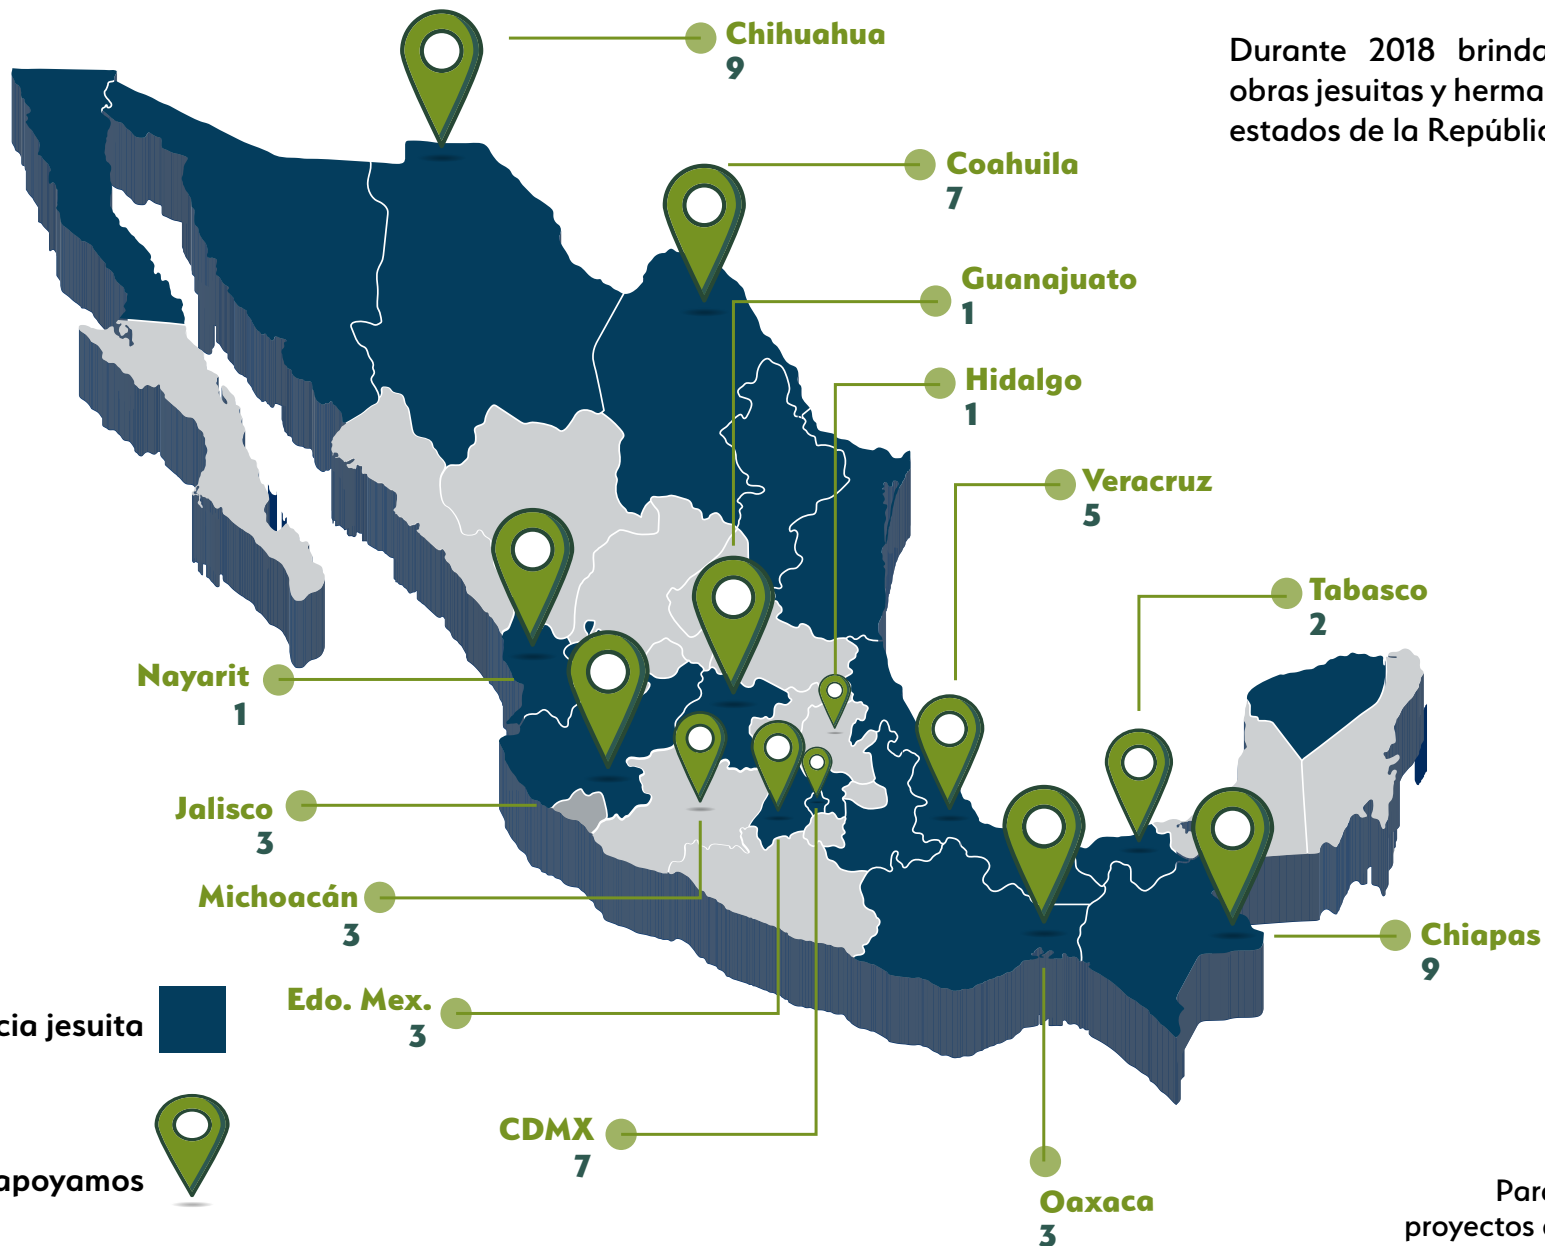 Chihuahua
9
Durante 2018 brinda
obras jesuitas y herma
estados de la Repúblic
Coahuila
7
Guanajuato
1
Hidalgo
1
Veracruz
5
Tabasco
2
Nayarit
1
Jalisco
3
Michoacán
3
Chiapas
9
Edo. Mex.
3
cia jesuita
CDMX
7
apoyamos
Oaxaca
3
Para
proyectos